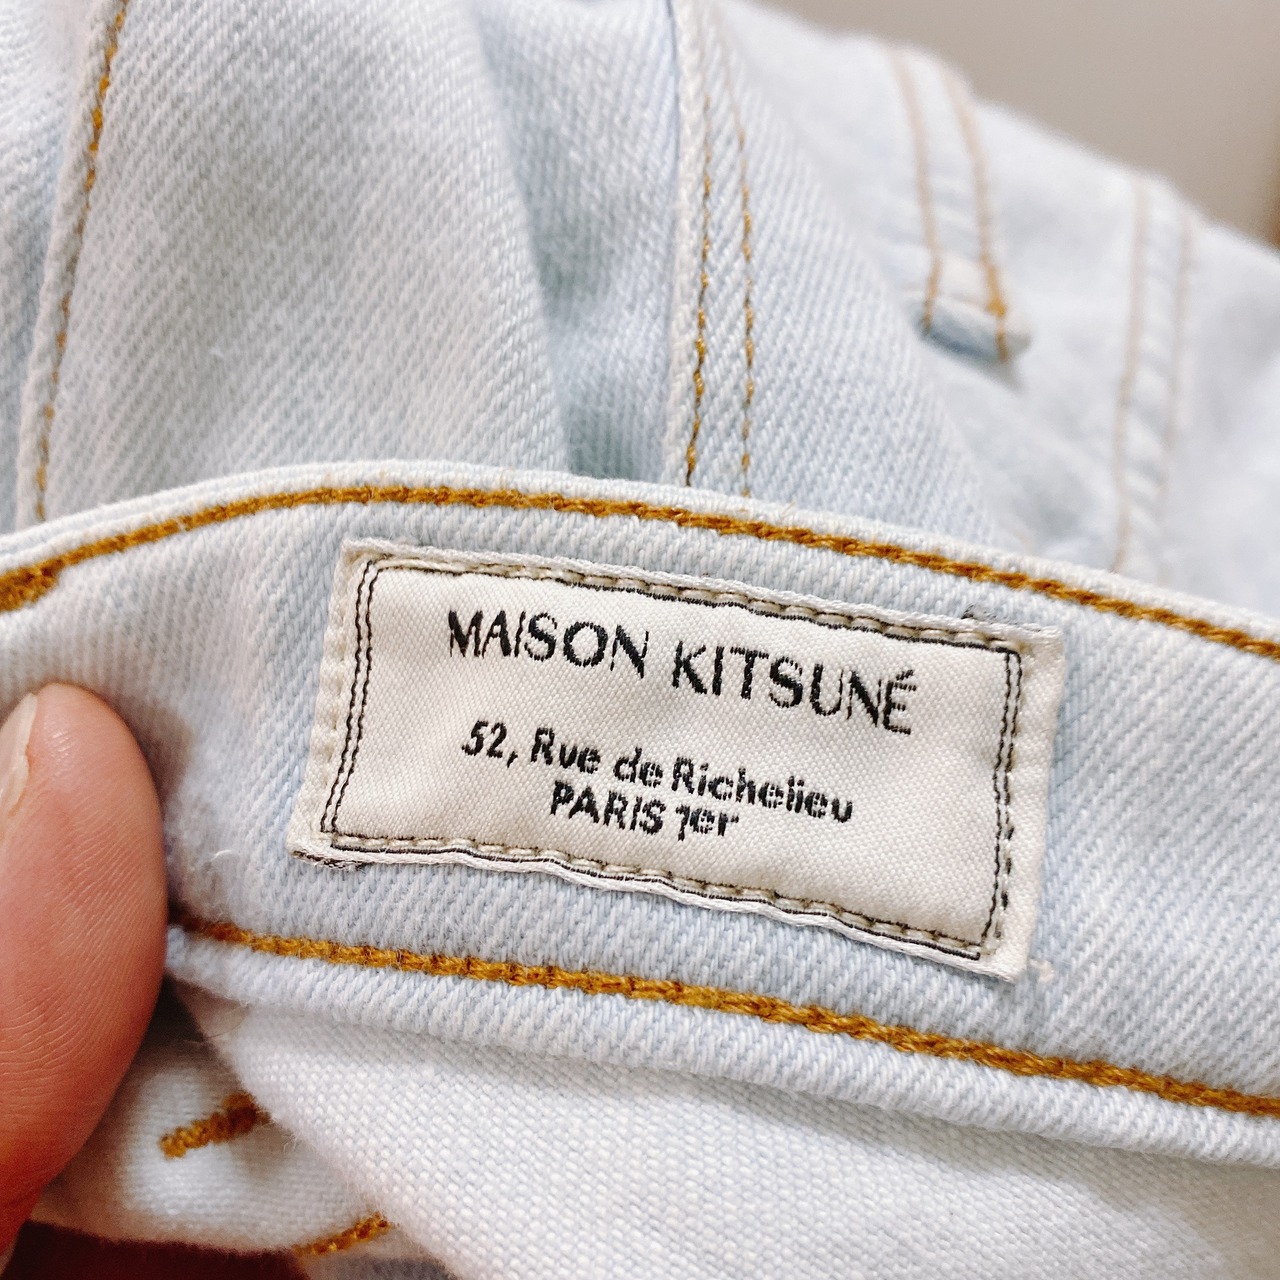 MAISON KITSUNÉ
52, Rue de Richelieu
PARIS 1er